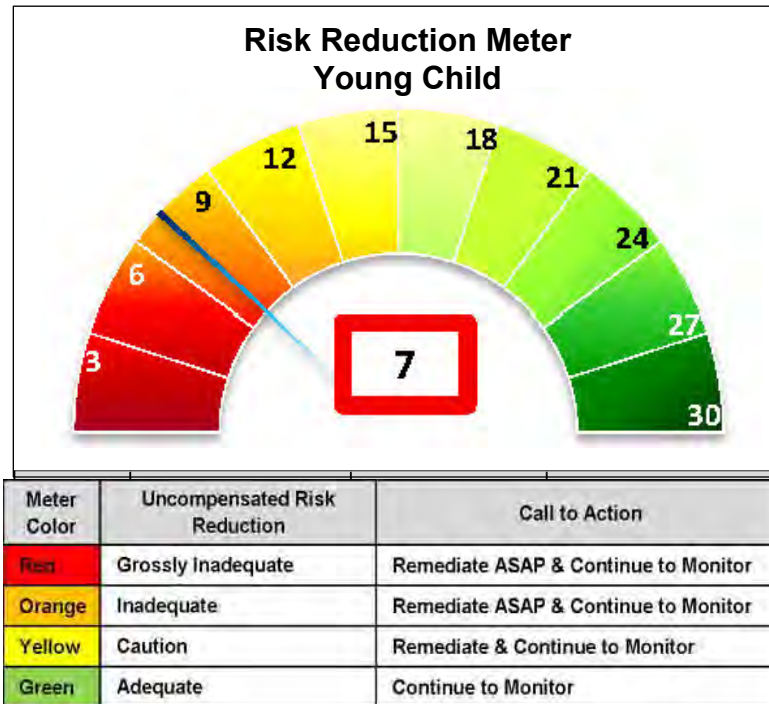 Risk Reduction Meter
Young Child
3
6
9
12
15
18
21
24
27
30
7
Meter Color | Uncompensated Risk Reduction | Call to Action
Red | Grossly Inadequate | Remediate ASAP & Continue to Monitor
Orange | Inadequate | Remediate ASAP & Continue to Monitor
Yellow | Caution | Remediate & Continue to Monitor
Green | Adequate | Continue to Monitor